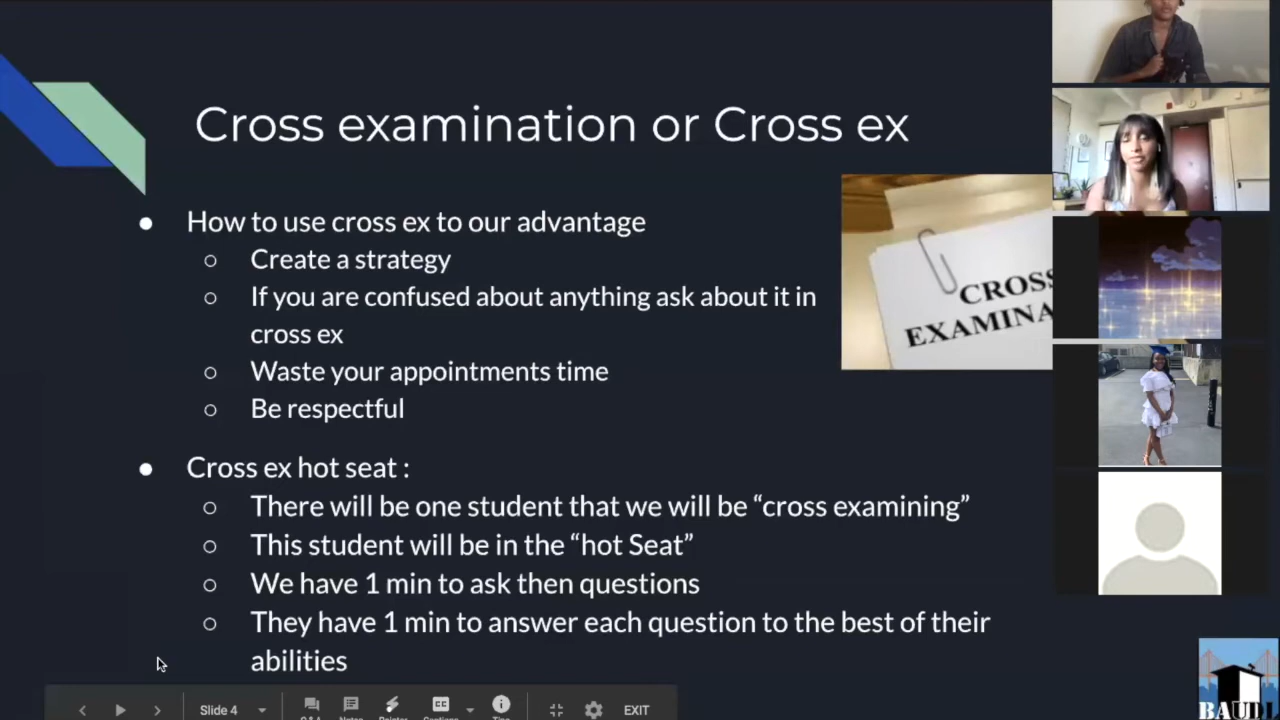 Cross examination or Cross ex
● How to use cross ex to our advantage
○ Create a strategy
○ If you are confused about anything ask about it in
cross ex
○ Waste your appointments time
○ Be respectful
CROSS
EXAMINA
● Cross ex hot seat :
○ There will be one student that we will be “cross examining”
○ This student will be in the “hot Seat”
○ We have 1 min to ask then questions
○ They have 1 min to answer each question to the best of their
abilities
Slide 4
EXIT
BAUDL